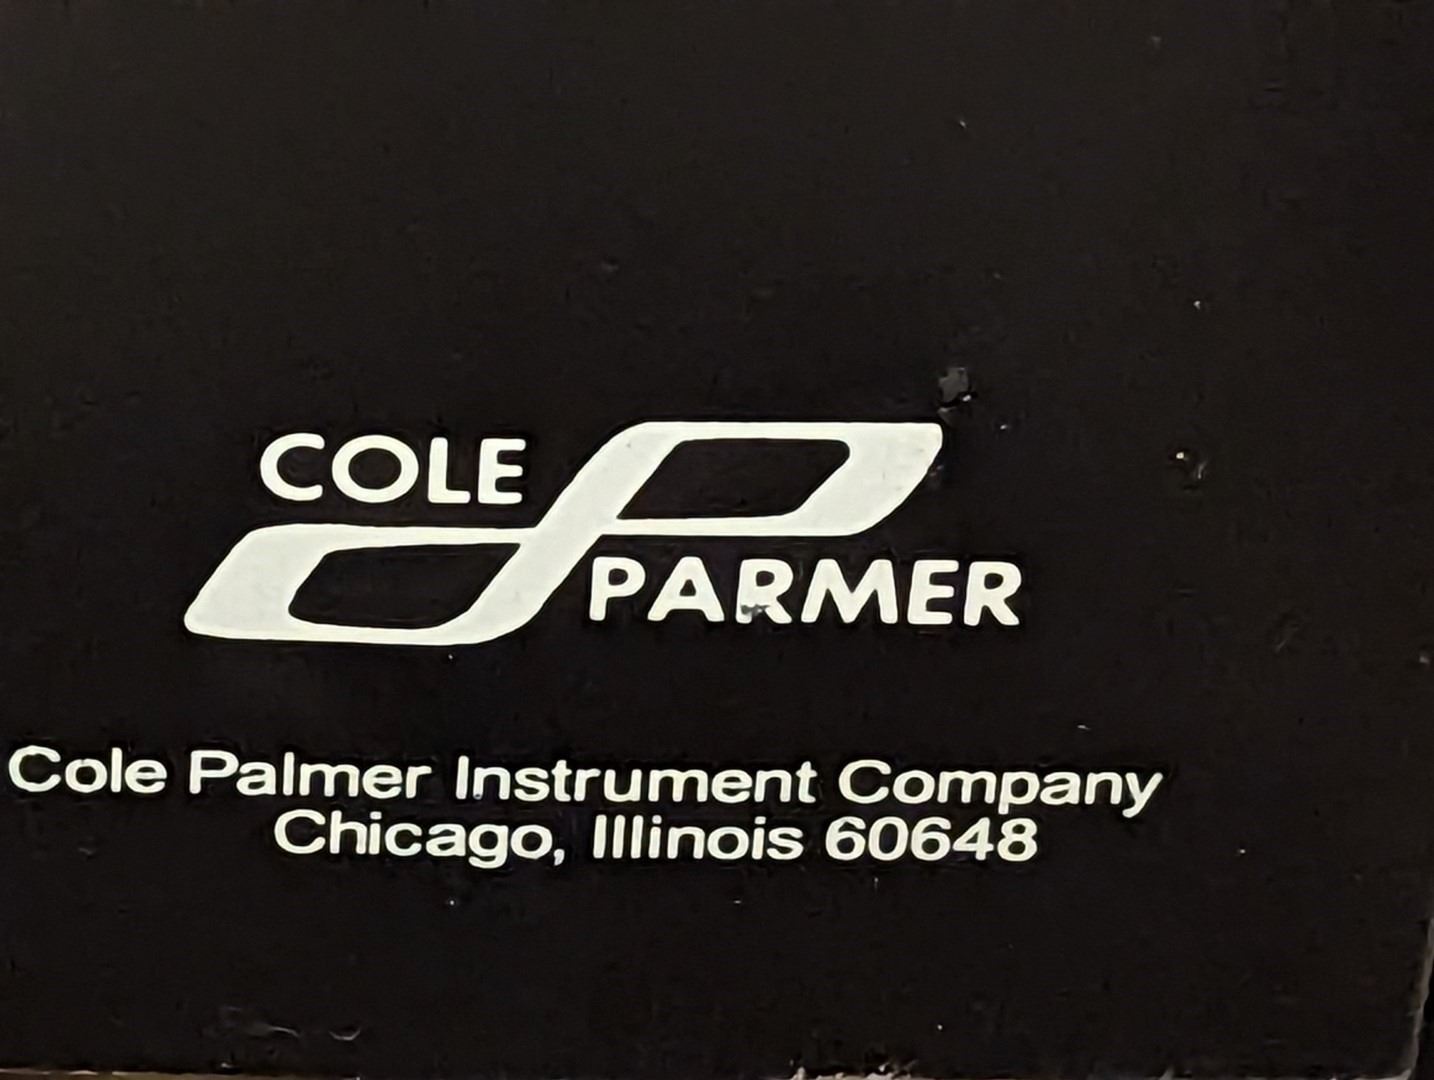 COLE
PARMER
Cole Palmer Instrument Company
Chicago, Illinois 60648